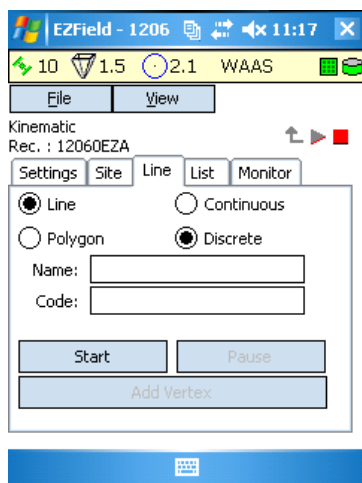 EZField - 1206 11:17
10 1.5 2.1 WAAS
File View
Kinematic
Rec. : 12060EZA
Settings Site Line List Monitor
Line Continuous
Polygon Discrete
Name:
Code:
Start Pause
Add Vertex